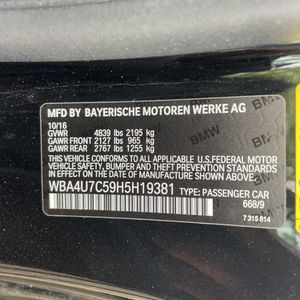 MFD BY BAYERISCHE MOTOREN WERKE AG
10/16
GVWR 4839 lbs 2195 kg
GAWR FRONT 2127 lbs 965 kg
GAWR REAR 2767 lbs 1255 kg
THIS VEHICLE CONFORMS TO ALL APPLICABLE
U.S. FEDERAL MOTOR VEHICLE SAFETY,
BUMPER, AND THEFT PREVENTION STANDARDS
IN EFFECT ON THE DATE OF MANUFACTURE
SHOWN ABOVE.
WBA4U7C59H5H19381 TYPE: PASSENGER CAR
668/9
7 315 814
BMW
BMW
BMW